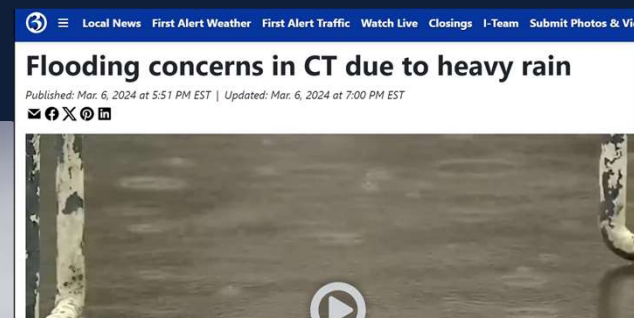 3 Local News First Alert Weather First Alert Traffic Watch Live Closings I-Team Submit Photos &
Flooding concerns in CT due to heavy rain
Published: Mar. 6, 2024 at 5:51 PM EST | Updated: Mar. 6, 2024 at 7:00 PM EST